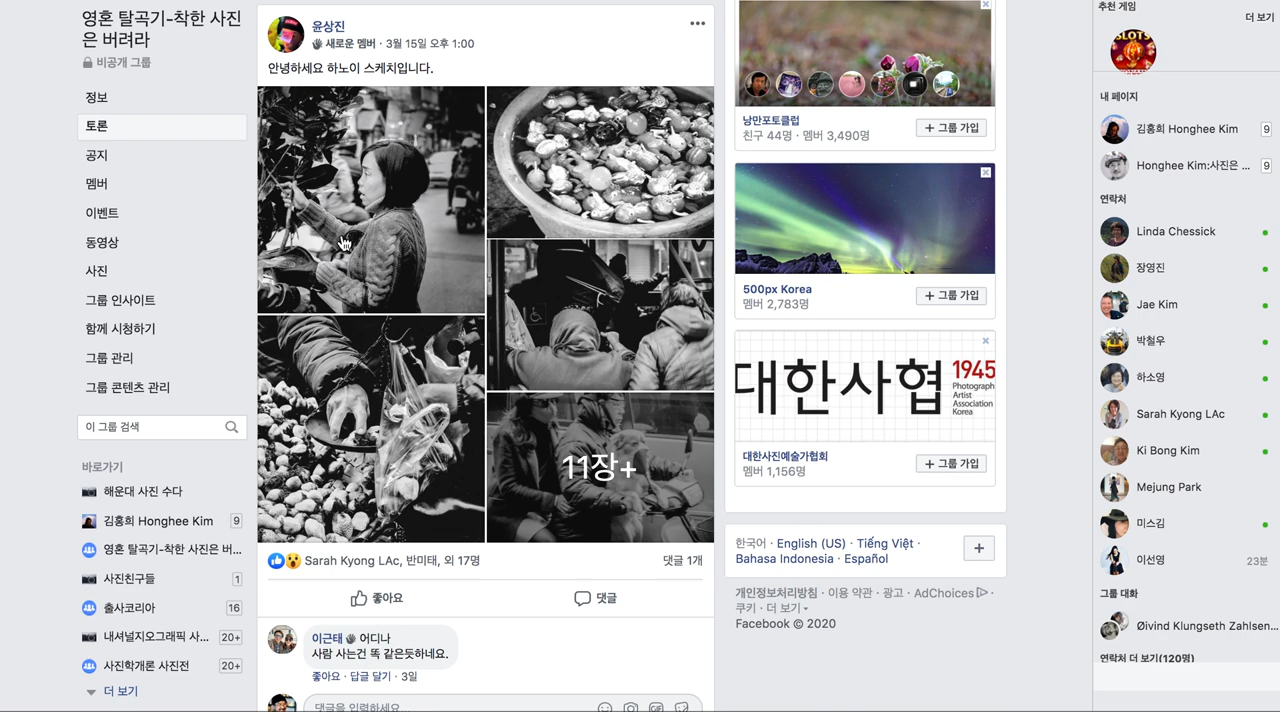 영혼 탈곡기-착한 사진
은 버려라
비공개 그룹
정보
토론
공지
멤버
이벤트
동영상
사진
그룹 인사이트
함께 시청하기
그룹 관리
그룹 콘텐츠 관리
이 그룹 검색
바로가기
해운대 사진 수다
김홍희 Honghee Kim 9
영혼 탈곡기-착한 사진은 버...
사진친구들 1
출사코리아 16
내셔널지오그래픽 사... 20+
사진학개론 사진전 20+
더 보기
윤상진
새로운 멤버 · 3월 15일 오후 1:00
안녕하세요 하노이 스케치입니다.
11장+
Sarah Kyong LAc, 반미태, 외 17명
댓글 1개
좋아요
댓글
이근태 어디나
사람 사는건 똑 같은듯하네요.
좋아요 · 답글 달기 · 3일
댓글을 입력하세요...
GIF
낭만포토클럽
친구 44명 · 멤버 3,490명
+ 그룹 가입
500px Korea
멤버 2,783명
+ 그룹 가입
대한사협
1945
Photograph
Artist
Association
Korea
대한사진예술가협회
멤버 1,156명
+ 그룹 가입
한국어 · English (US) · Tiếng Việt ·
Bahasa Indonesia · Español
+
개인정보처리방침 · 이용 약관 · 광고 · AdChoices ·
쿠키 · 더 보기
Facebook © 2020
추천 게임
더 보기
SLOTS
내 페이지
김홍희 Honghee Kim 9
Honghee Kim:사진은 ... 9
연락처
Linda Chessick
장영진
Jae Kim
박철우
하소영
Sarah Kyong LAc
Ki Bong Kim
Mejung Park
미스김
이선영 23분
그룹 대화
Øivind Klungseth Zahlsen...
연락처 더 보기(120명)